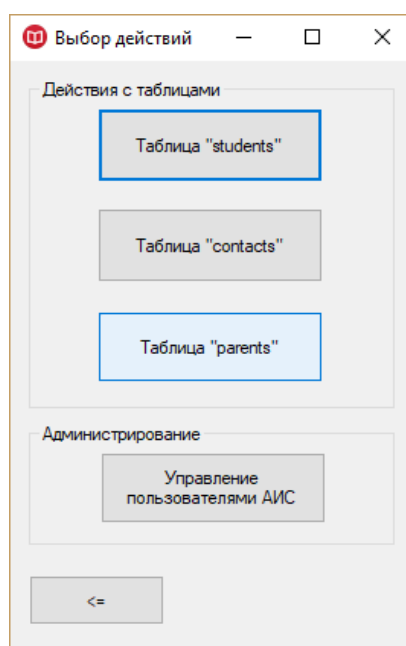 Выбор действий
Действия с таблицами
Таблица "students"
Таблица "contacts"
Таблица "parents"
Администрирование
Управление
пользователями АИС
<=